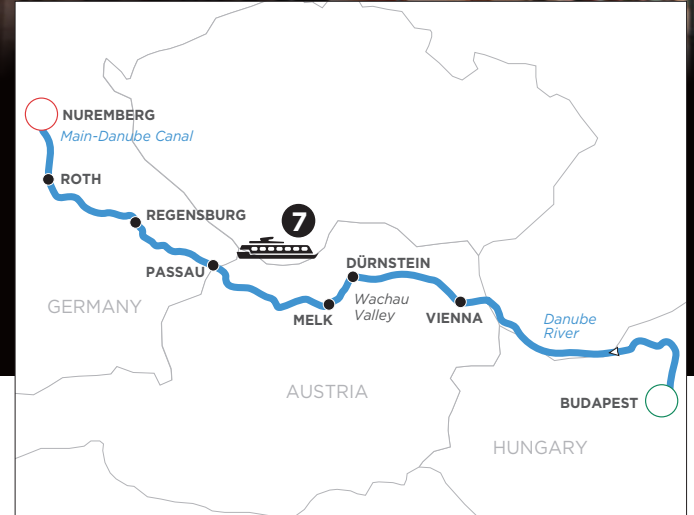 NUREMBERG
Main-Danube Canal
ROTH
REGENSBURG
7
PASSAU
DÜRNSTEIN
GERMANY
Wachau
Valley
MELK
VIENNA
Danube
River
AUSTRIA
BUDAPEST
HUNGARY